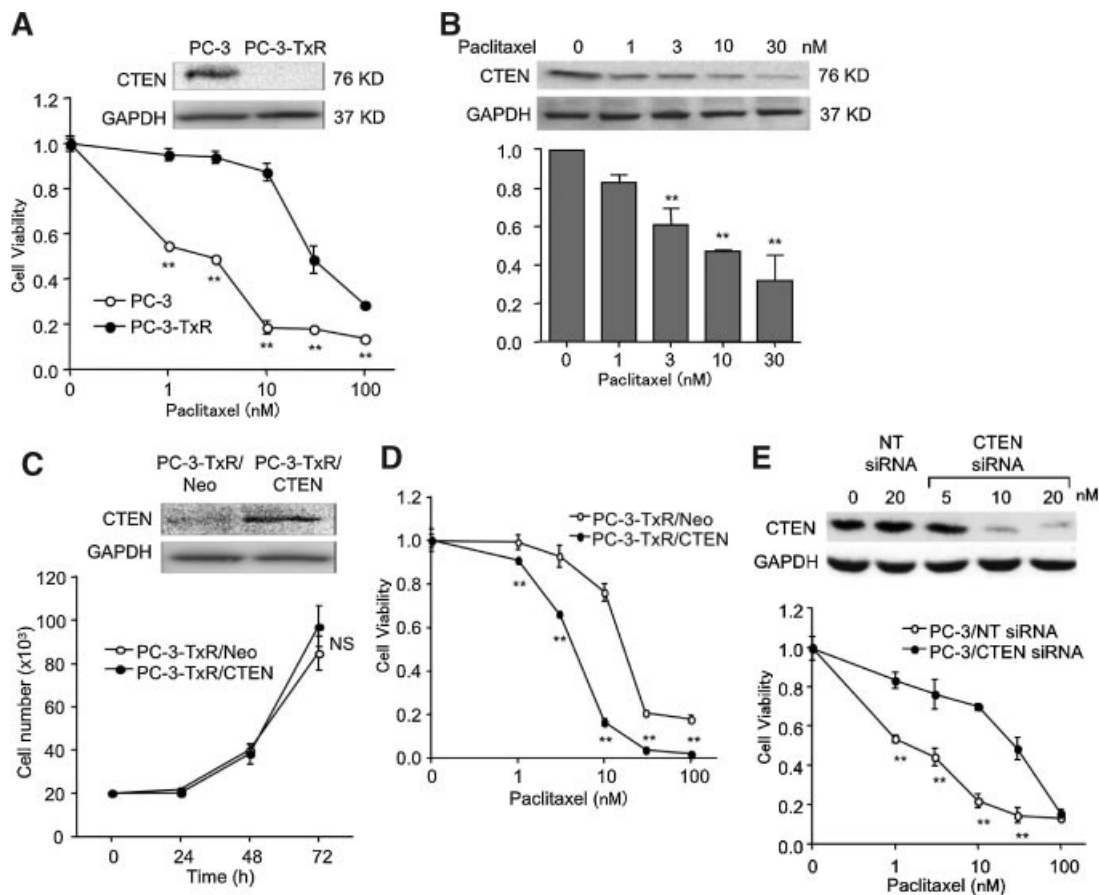 A
PC-3 PC-3-TxR
CTEN 76 KD
GAPDH 37 KD
1.2
1.0
0.8
0.6
0.4
0.2
0.0
Cell Viability
** ** ** ** **
PC-3
PC-3-TxR
0 1 10 100
Paclitaxel (nM)
B
Paclitaxel 0 1 3 10 30 nM
CTEN 76 KD
GAPDH 37 KD
1.0
0.8
0.6
0.4
0.2
0.0
** ** **
0 1 3 10 30
Paclitaxel (nM)
C
PC-3-TxR/ PC-3-TxR/
Neo CTEN
CTEN
GAPDH
120
100
80
60
40
20
0
Cell number (x10³)
PC-3-TxR/Neo
PC-3-TxR/CTEN
NS
0 24 48 72
Time (h)
D
1.2
1.0
0.8
0.6
0.4
0.2
0.0
Cell Viability
PC-3-TxR/Neo
PC-3-TxR/CTEN
** ** ** ** **
0 1 10 100
Paclitaxel (nM)
E
NT CTEN
siRNA siRNA
0 20 5 10 20 nM
CTEN
GAPDH
1.2
1.0
0.8
0.6
0.4
0.2
0.0
Cell Viability
PC-3/NT siRNA
PC-3/CTEN siRNA
** ** ** **
0 1 10 100
Paclitaxel (nM)